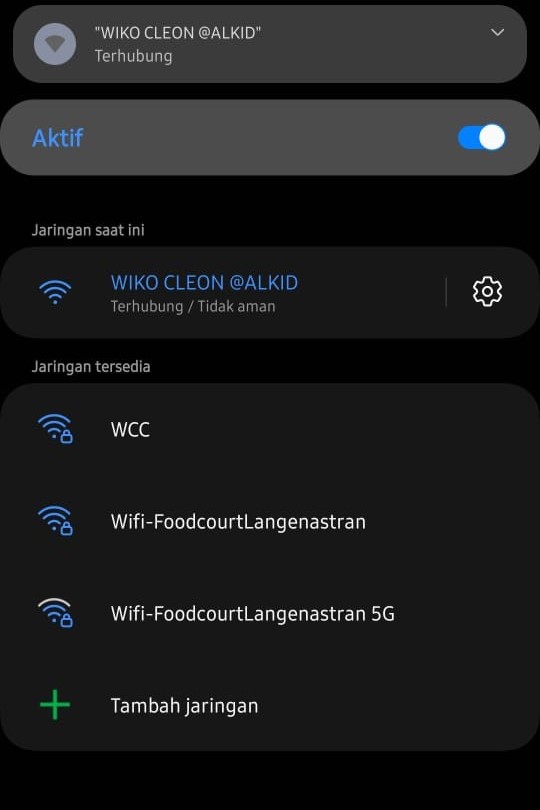 "WIKO CLEON @ALKID"
Terhubung
Aktif
Jaringan saat ini
WIKO CLEON @ALKID
Terhubung / Tidak aman
Jaringan tersedia
WCC
Wifi-FoodcourtLangenastran
Wifi-FoodcourtLangenastran 5G
Tambah jaringan